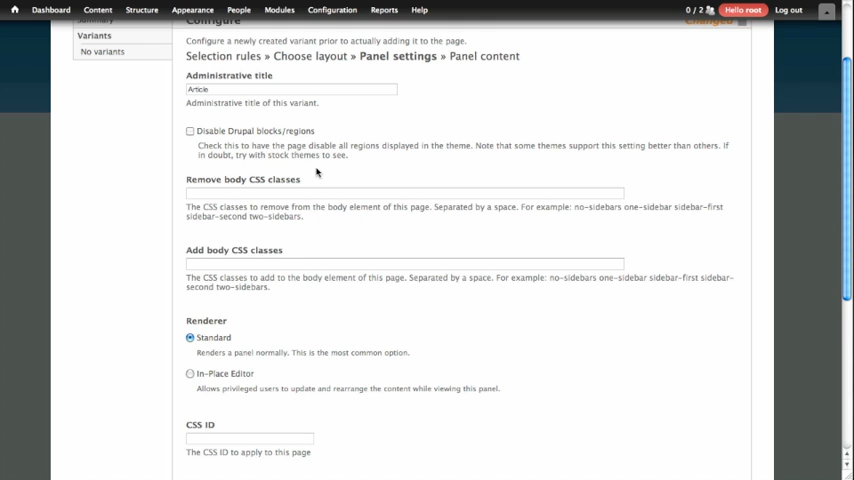 Dashboard Content Structure Appearance People Modules Configuration Reports Help 0 / 2 Hello root Log out
Summary
Configure
Changed
Variants
No variants
Configure a newly created variant prior to actually adding it to the page.
Selection rules » Choose layout » Panel settings » Panel content
Administrative title
Article
Administrative title of this variant.
Disable Drupal blocks/regions
Check this to have the page disable all regions displayed in the theme. Note that some themes support this setting better than others. If
in doubt, try with stock themes to see.
Remove body CSS classes
The CSS classes to remove from the body element of this page. Separated by a space. For example: no-sidebars one-sidebar sidebar-first
sidebar-second two-sidebars.
Add body CSS classes
The CSS classes to add to the body element of this page. Separated by a space. For example: no-sidebars one-sidebar sidebar-first sidebar-
second two-sidebars.
Renderer
Standard
Renders a panel normally. This is the most common option.
In-Place Editor
Allows privileged users to update and rearrange the content while viewing this panel.
CSS ID
The CSS ID to apply to this page